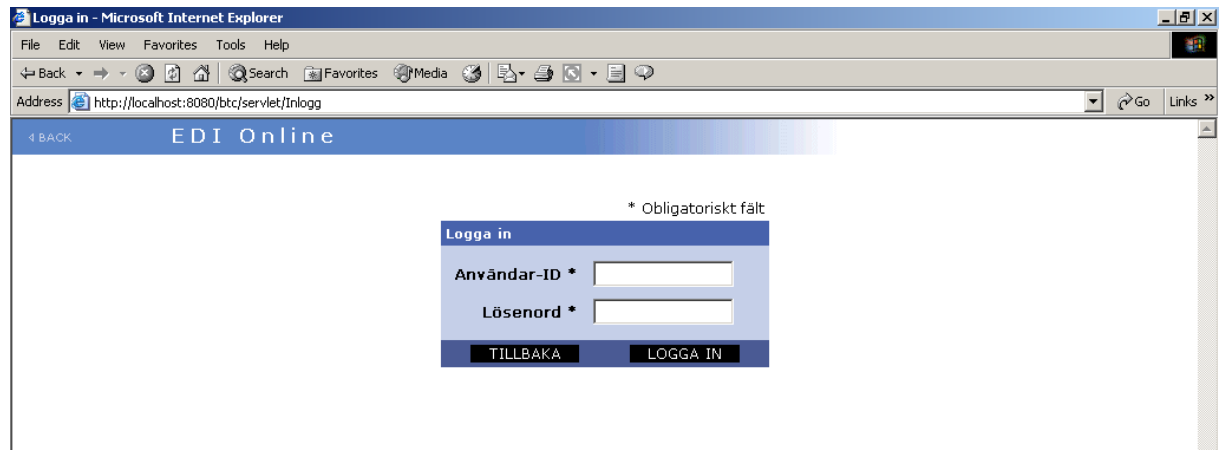 Logga in - Microsoft Internet Explorer
File Edit View Favorites Tools Help
Back Search Favorites Media
Address http://localhost:8080/btc/servlet/Inlogg Go Links »
BACK EDI Online
* Obligatoriskt fält
Logga in
Användar-ID *
Lösenord *
TILLBAKA LOGGA IN